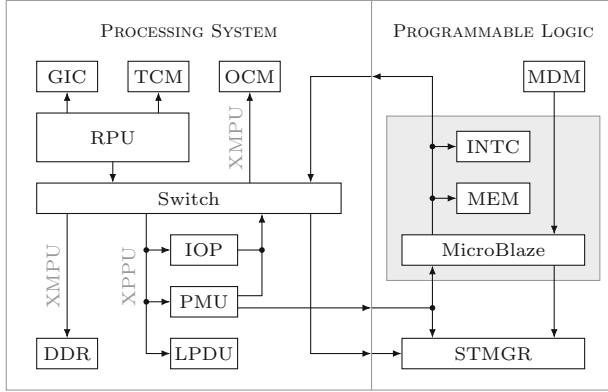 PROCESSING SYSTEM
PROGRAMMABLE LOGIC
GIC
TCM
OCM
MDM
RPU
XMPU
INTC
Switch
MEM
XMPU
XPPU
IOP
MicroBlaze
PMU
DDR
LPDU
STMGR